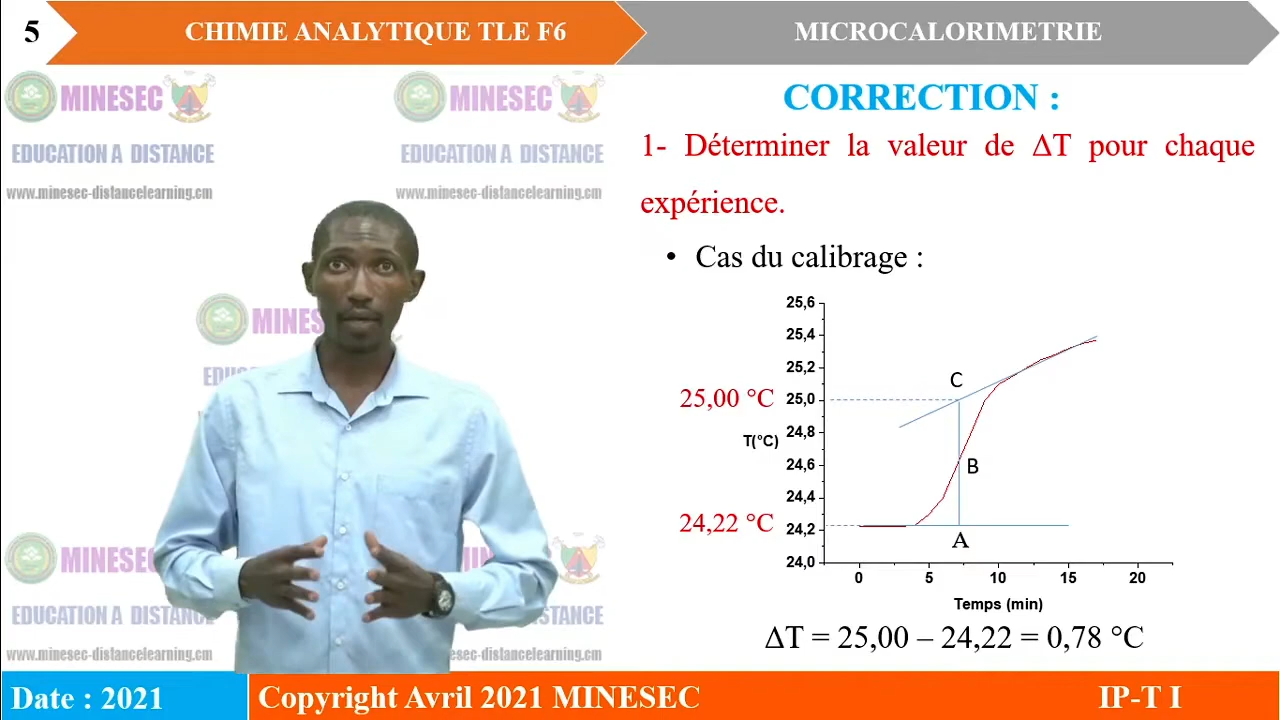 5
CHIMIE ANALYTIQUE TLE F6
MICROCALORIMETRIE
MINESEC
EDUCATION A DISTANCE
www.minesec-distancelearning.cm
MINESEC
EDUCATION A DISTANCE
www.minesec-distancelearning.cm
MINES
EDU
MINESEC
EDUCATION A DISTANCE
www.minesec-distancelearning.cm
STANCE
esec-distancelearning.cm
CORRECTION :
1- Déterminer la valeur de ΔT pour chaque
expérience.
• Cas du calibrage :
25,6
25,4
25,2
25,0
24,8
24,6
24,4
24,2
24,0
25,00 °C
T(°C)
24,22 °C
C
B
A
0 5 10 15 20
Temps (min)
ΔT = 25,00 – 24,22 = 0,78 °C
Date : 2021
Copyright Avril 2021 MINESEC
IP-T I